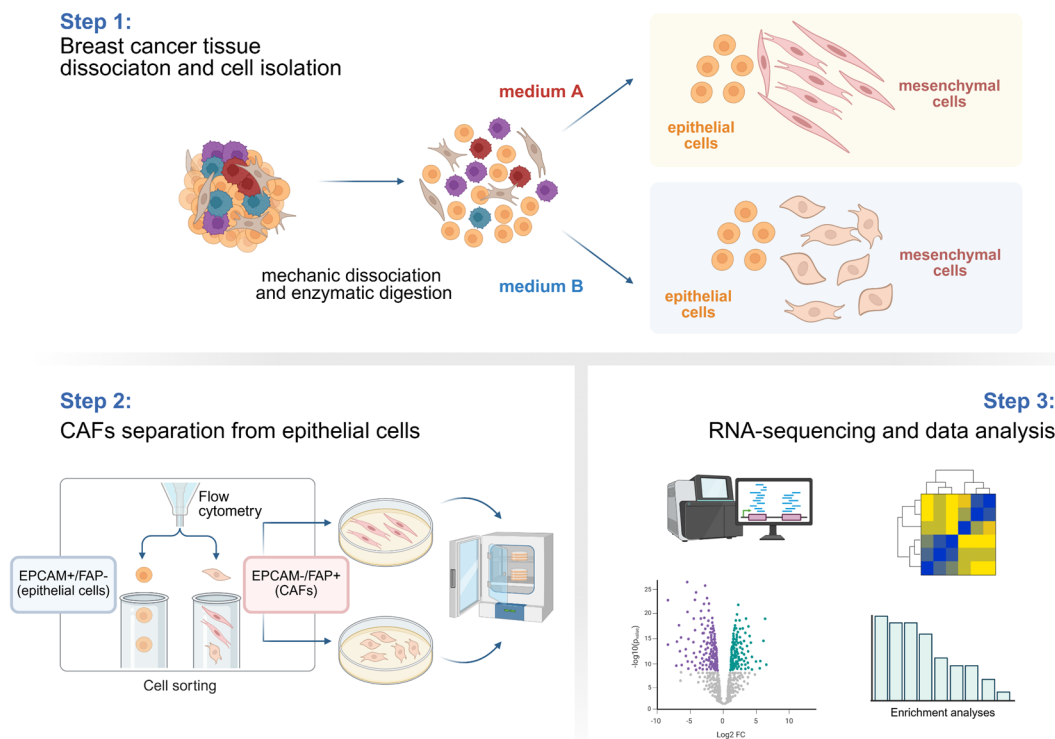 Step 1:
Breast cancer tissue
dissociaton and cell isolation
medium A
epithelial
cells
mesenchymal
cells
mechanic dissociation
and enzymatic digestion
medium B
epithelial
cells
mesenchymal
cells
Step 2:
CAFs separation from epithelial cells
Flow
cytometry
EPCAM+/FAP-
(epithelial cells)
EPCAM-/FAP+
(CAFs)
Cell sorting
Step 3:
RNA-sequencing and data analysis
-log10(pvalue)
25
20
15
10
5
0
-10
-5
0
5
10
Log2 FC
Enrichment analyses